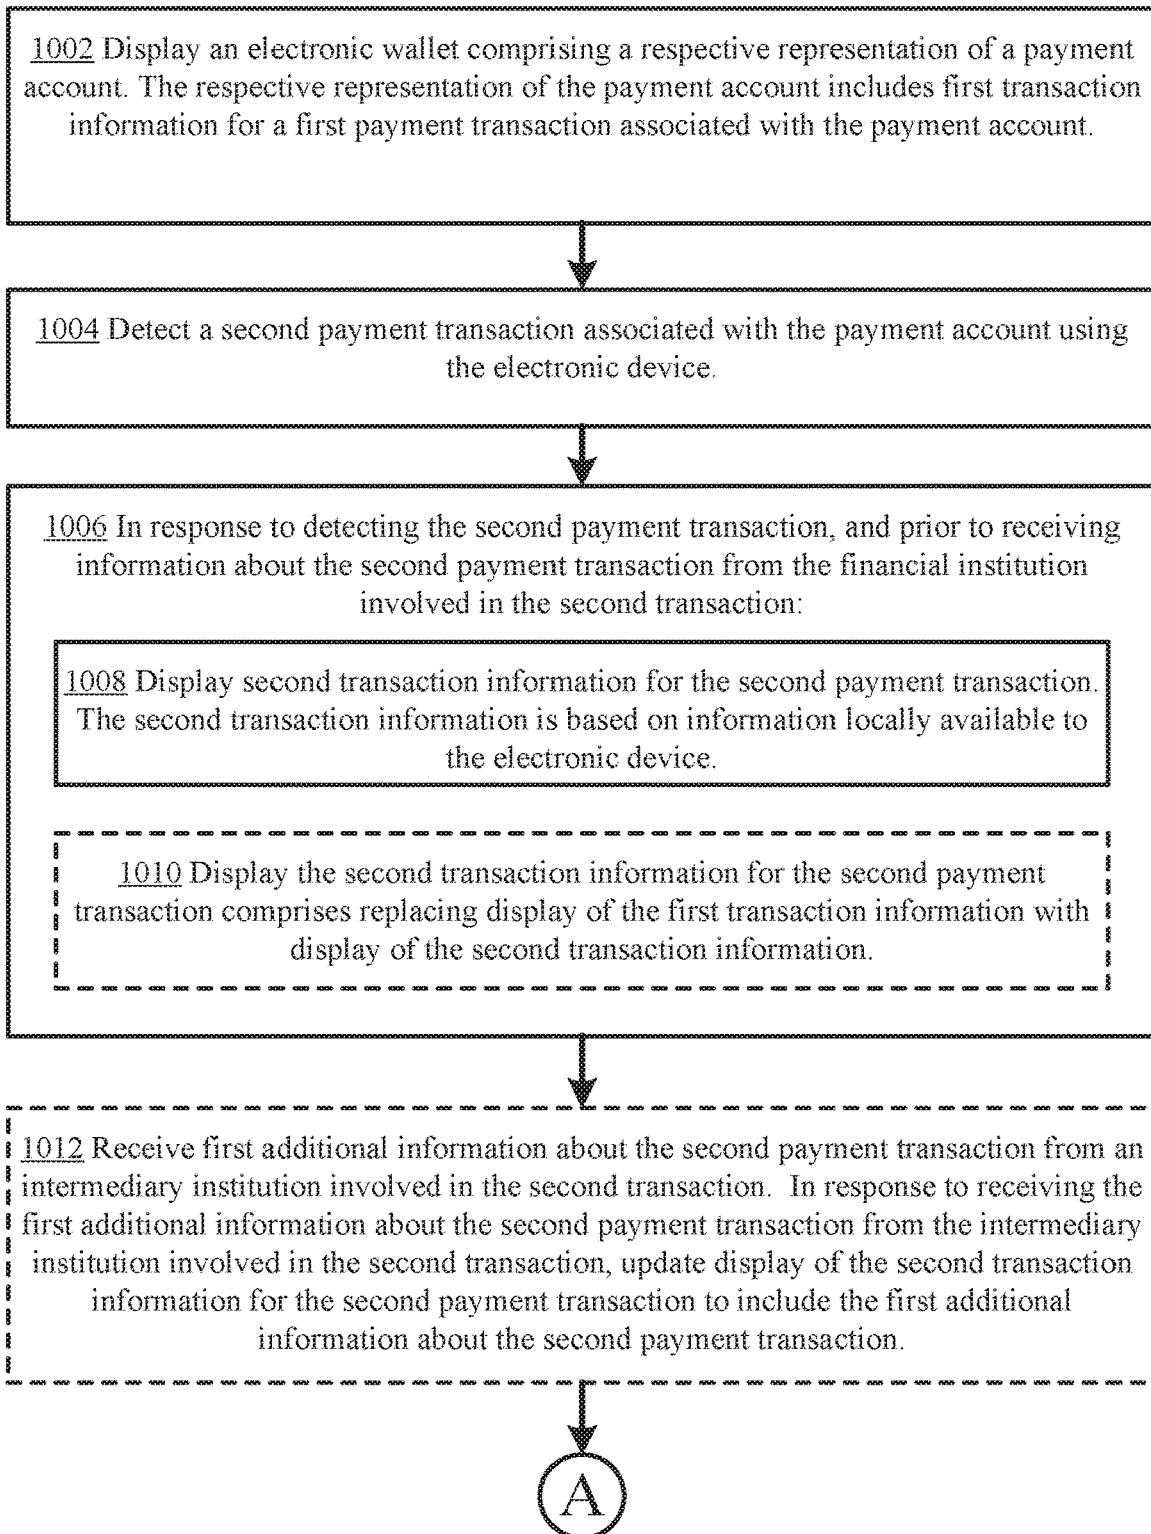 1002 Display an electronic wallet comprising a respective representation of a payment
account. The respective representation of the payment account includes first transaction
information for a first payment transaction associated with the payment account.
1004 Detect a second payment transaction associated with the payment account using
the electronic device.
1006 In response to detecting the second payment transaction, and prior to receiving
information about the second payment transaction from the financial institution
involved in the second transaction:
1008 Display second transaction information for the second payment transaction.
The second transaction information is based on information locally available to
the electronic device.
1010 Display the second transaction information for the second payment
transaction comprises replacing display of the first transaction information with
display of the second transaction information.
1012 Receive first additional information about the second payment transaction from an
intermediary institution involved in the second transaction.  In response to receiving the
first additional information about the second payment transaction from the intermediary
institution involved in the second transaction, update display of the second transaction
information for the second payment transaction to include the first additional
information about the second payment transaction.
A